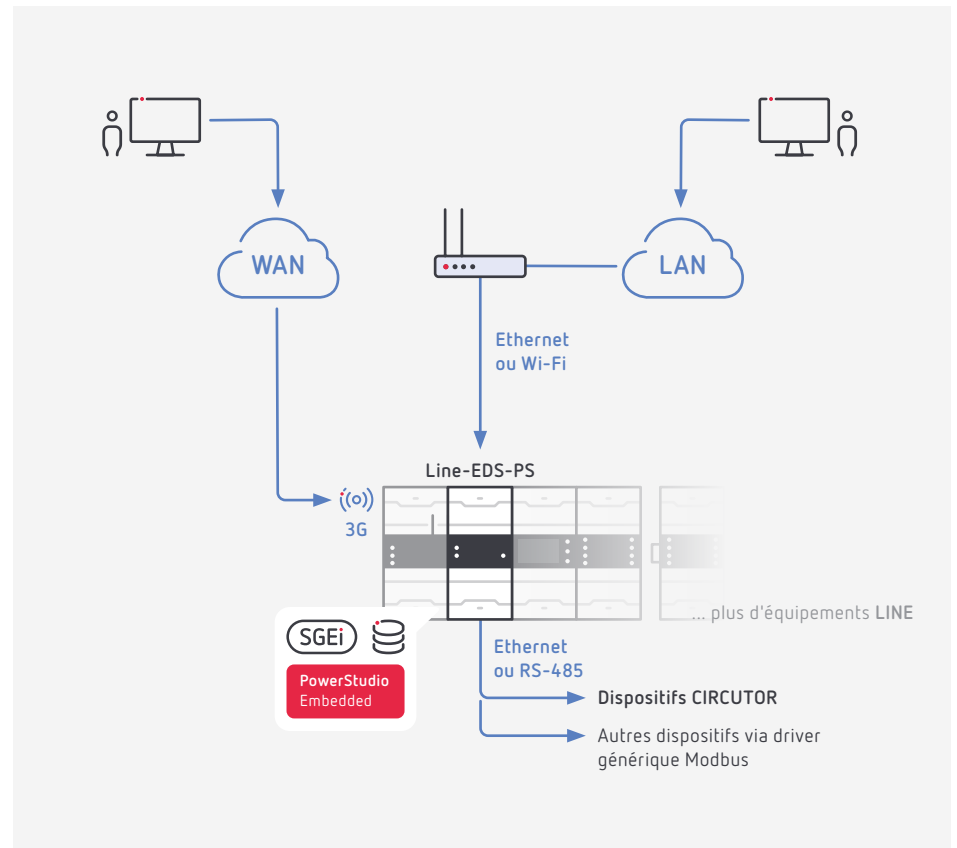 WAN
LAN
Ethernet
ou Wi-Fi
Line-EDS-PS
3G
... plus d'équipements LINE
SGEi
PowerStudio
Embedded
Ethernet
ou RS-485
Dispositifs CIRCUTOR
Autres dispositifs via driver
générique Modbus